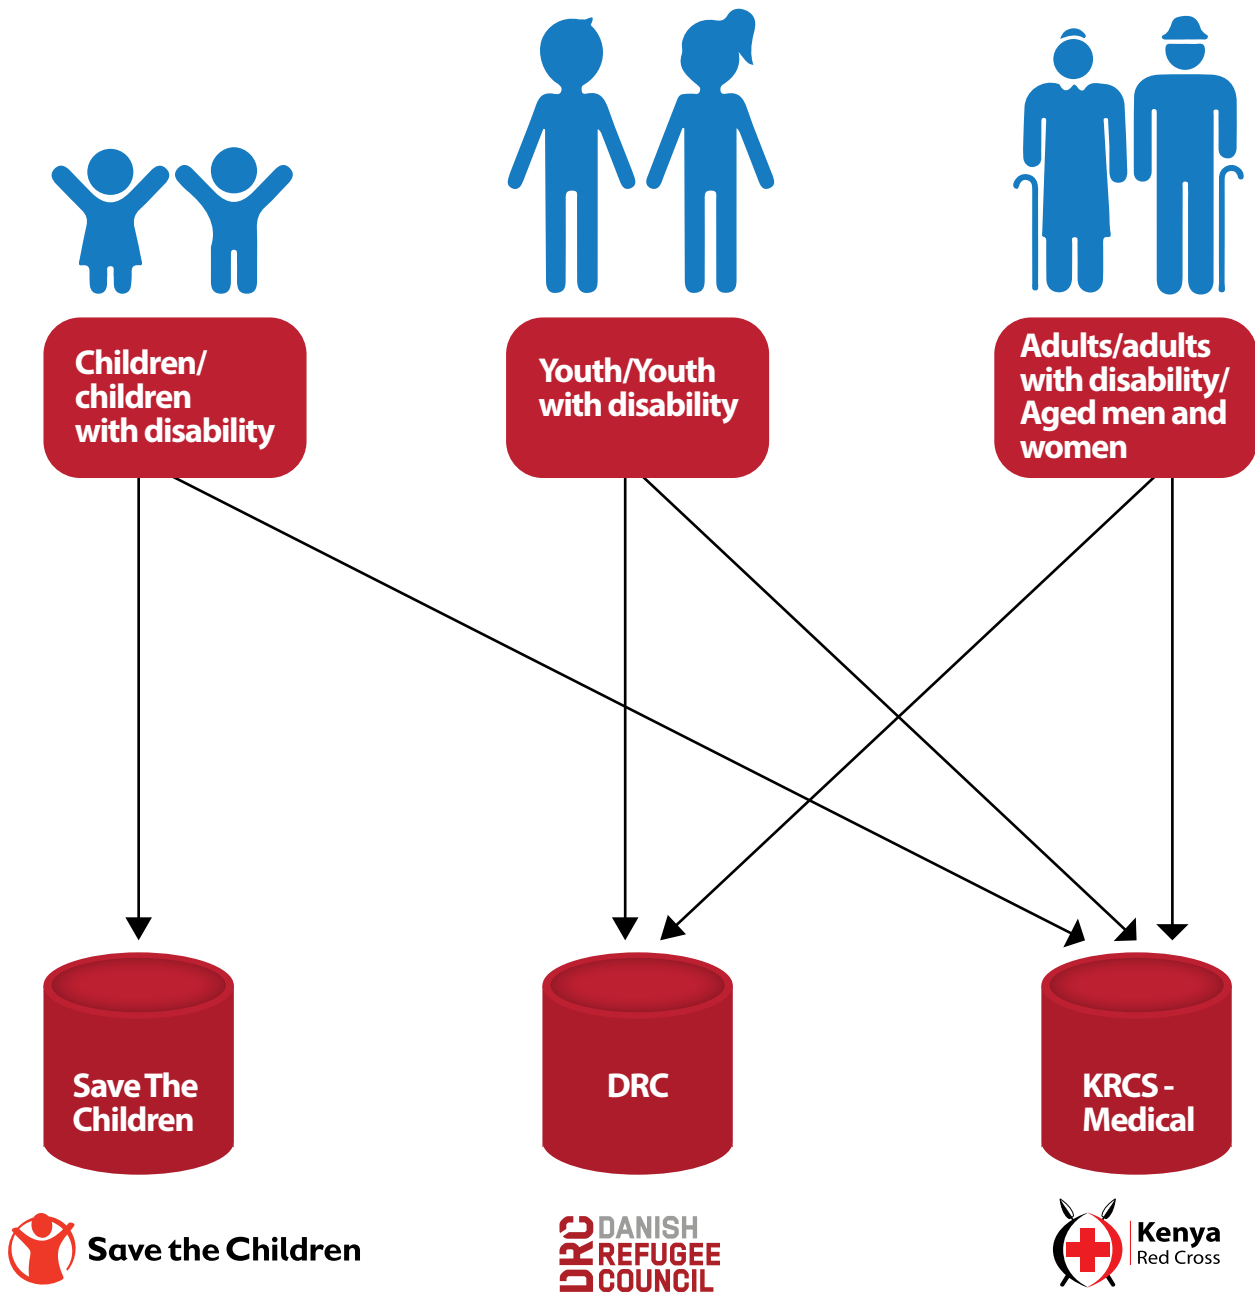 Children/
children
with disability
Youth/Youth
with disability
Adults/adults
with disability/
Aged men and
women
Save The
Children
DRC
KRCS -
Medical
Save the Children
DRC
DANISH
REFUGEE
COUNCIL
Kenya
Red Cross